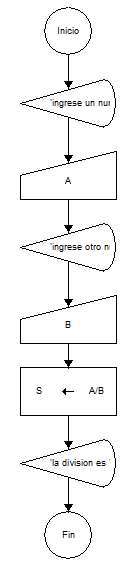 Inicio
'ingrese un nu
A
'ingrese otro n
B
S ← A/B
'la division es '
Fin